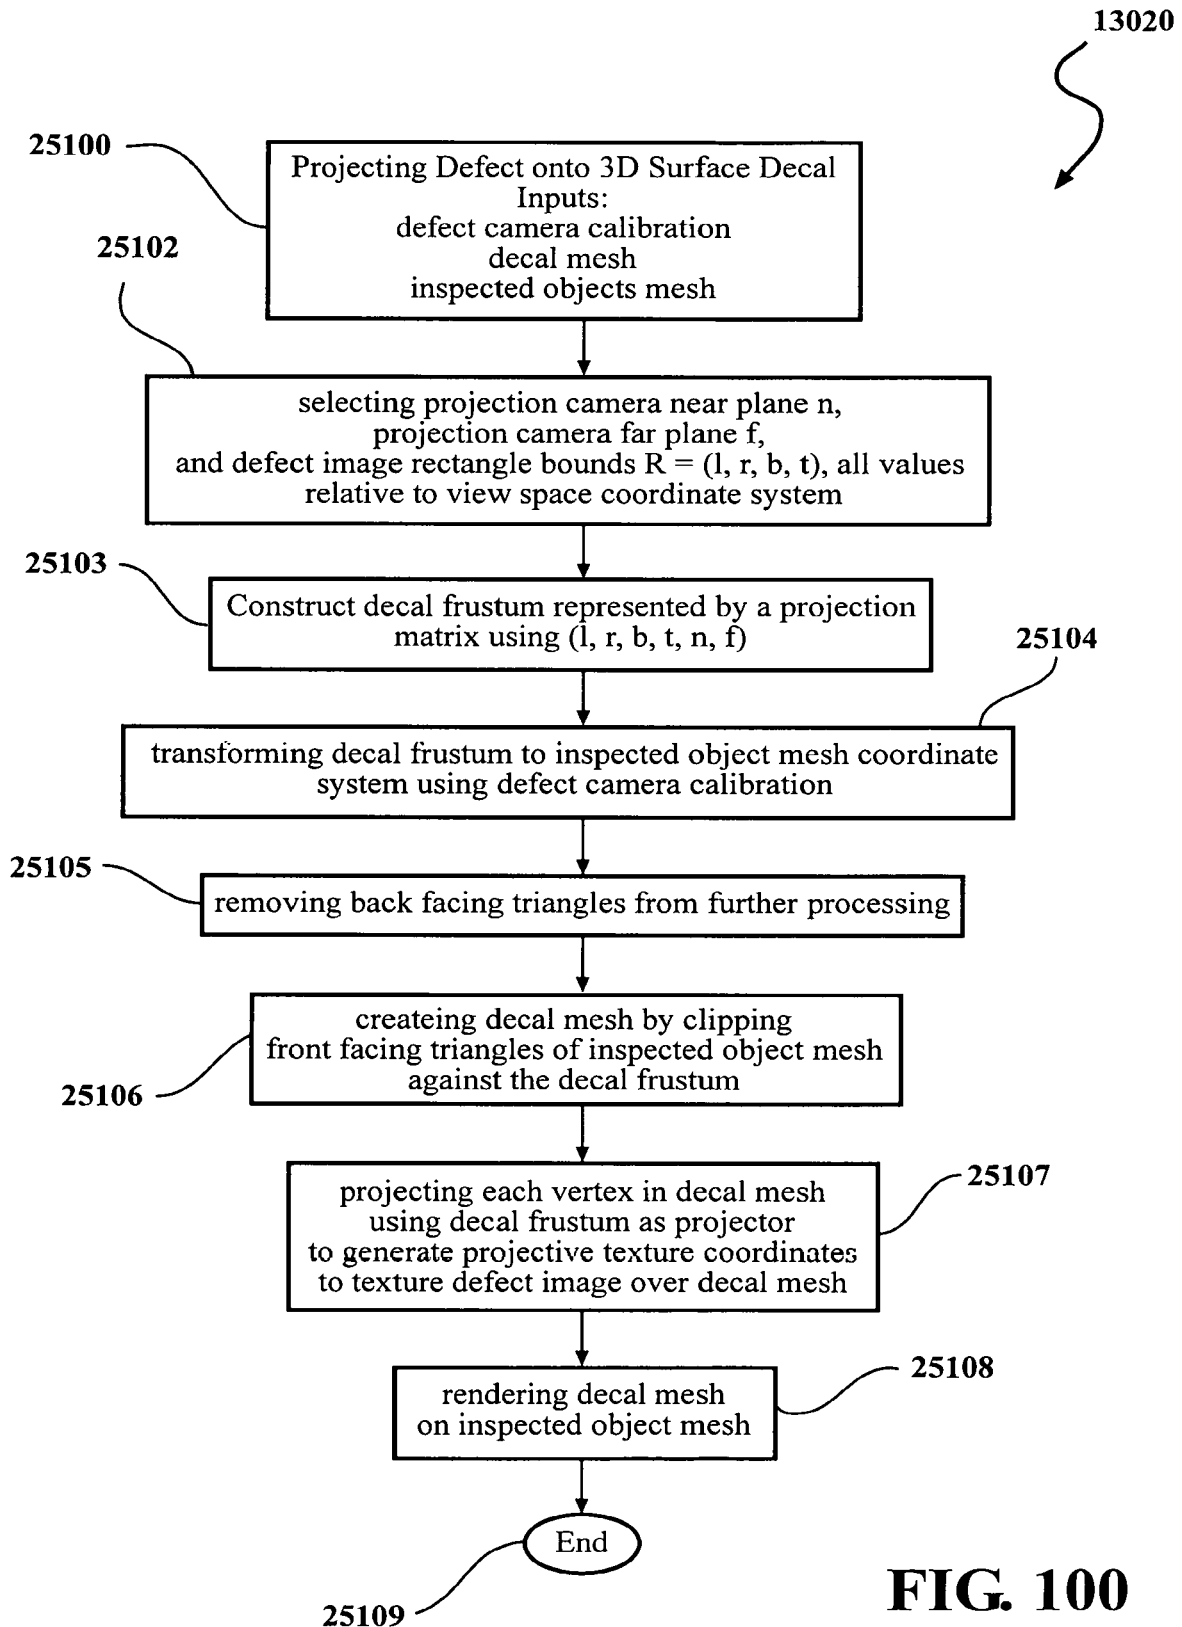 13020
25100
Projecting Defect onto 3D Surface Decal
Inputs:
defect camera calibration
decal mesh
inspected objects mesh
25102
selecting projection camera near plane n,
projection camera far plane f,
and defect image rectangle bounds R = (l, r, b, t), all values
relative to view space coordinate system
25103
Construct decal frustum represented by a projection
matrix using (l, r, b, t, n, f)
25104
transforming decal frustum to inspected object mesh coordinate
system using defect camera calibration
25105
removing back facing triangles from further processing
createing decal mesh by clipping
front facing triangles of inspected object mesh
against the decal frustum
25106
25107
projecting each vertex in decal mesh
using decal frustum as projector
to generate projective texture coordinates
to texture defect image over decal mesh
25108
rendering decal mesh
on inspected object mesh
End
25109
FIG. 100